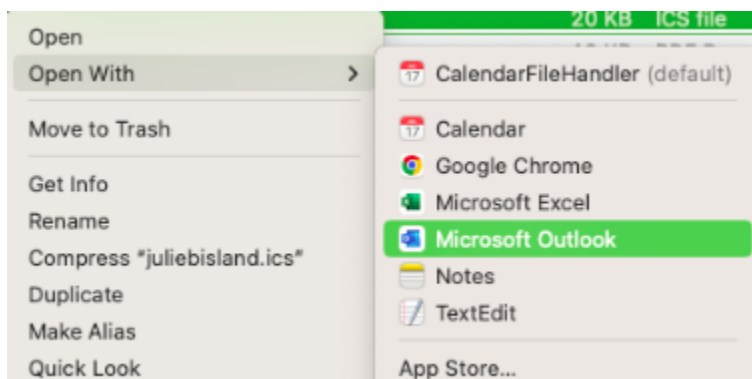 20 KB ICS file
Open
Open With
Move to Trash
Get Info
Rename
Compress "juliebisland.ics"
Duplicate
Make Alias
Quick Look
CalendarFileHandler (default)
Calendar
Google Chrome
Microsoft Excel
Microsoft Outlook
Notes
TextEdit
App Store...